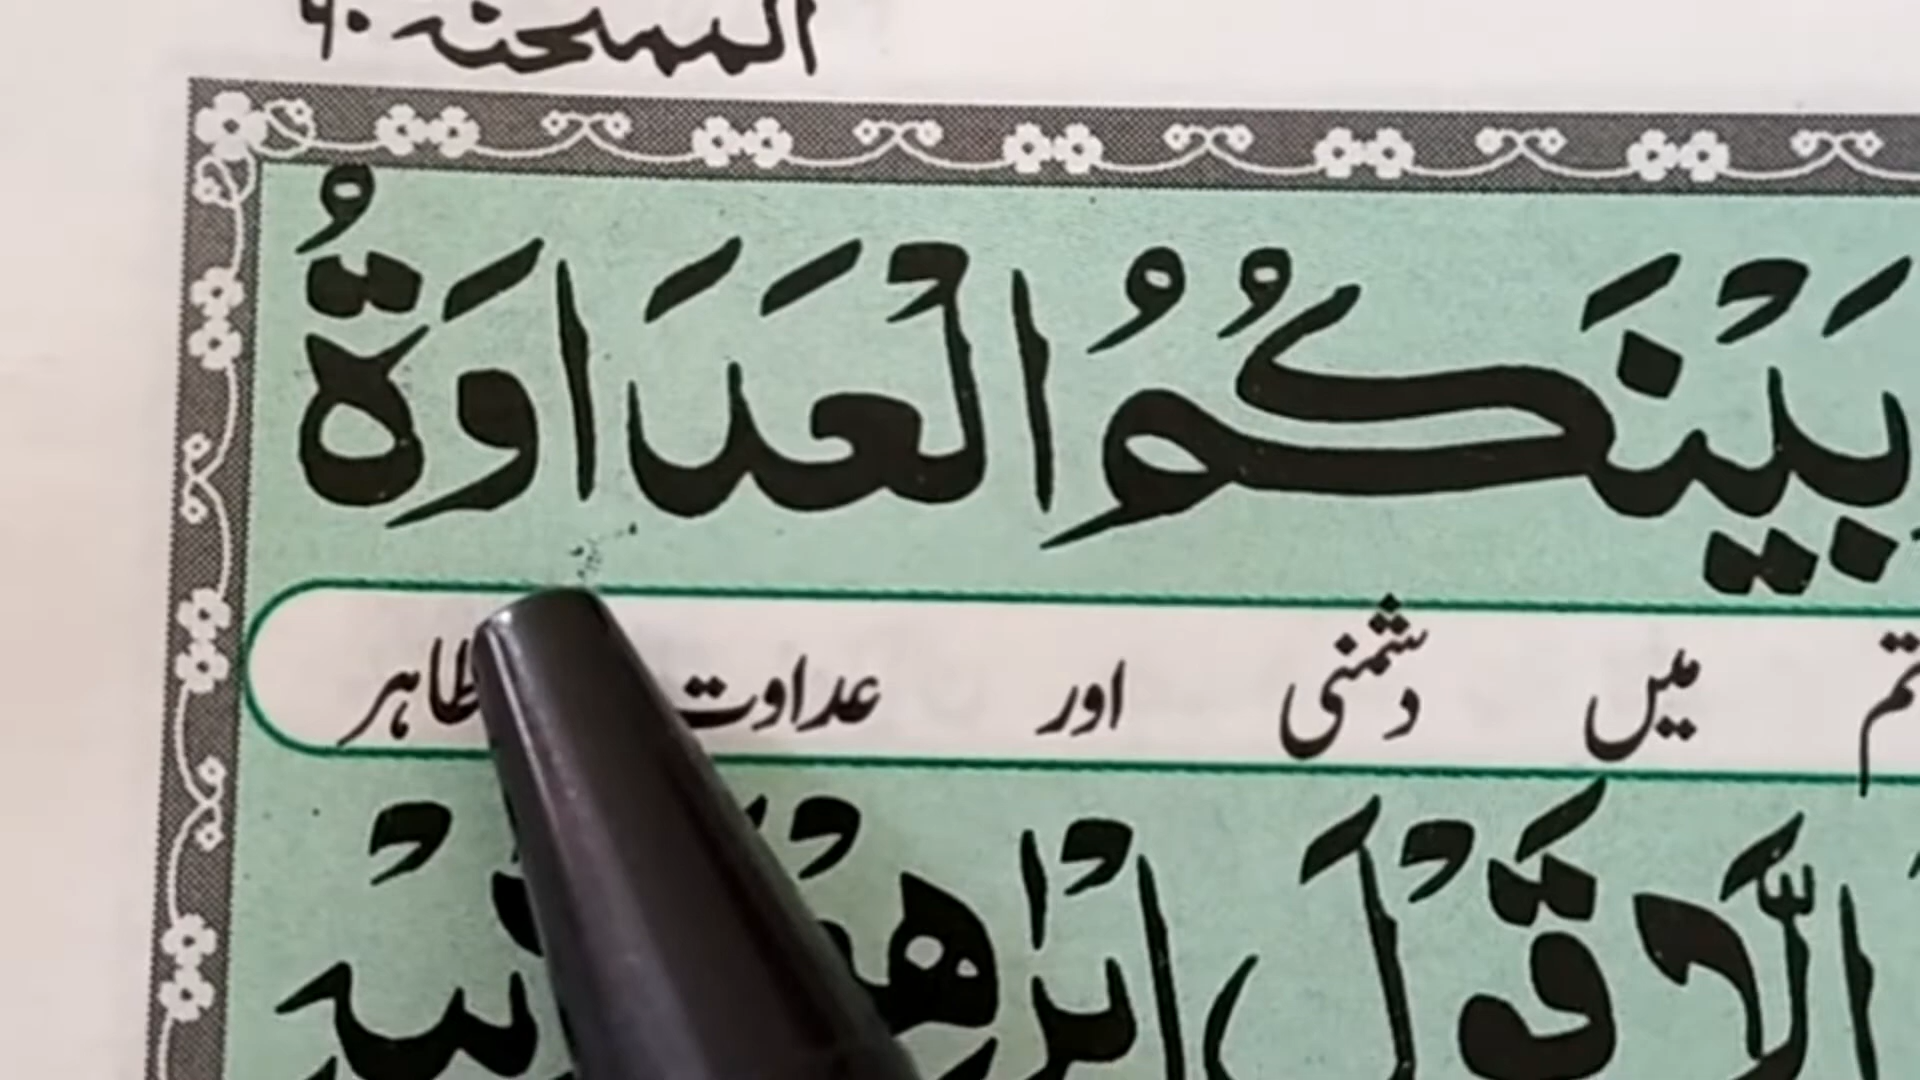 الممتحنة ٦٠
بَيْنَكُمُ الْعَدَاوَةُ
تم میں دشمنی اور عداوت ظاہر
اِلَّا قَوْلَ اِبْرٰهِيْمَ